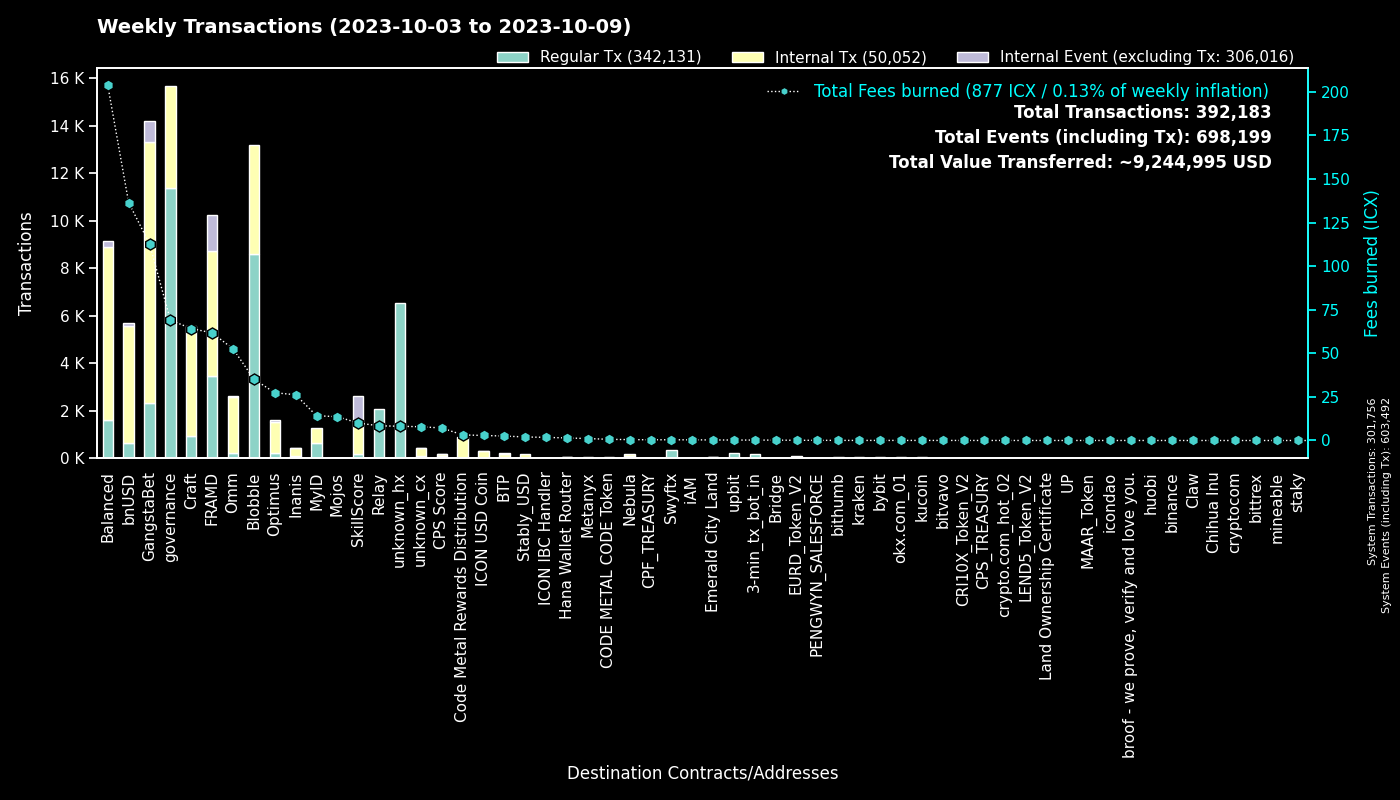 Weekly Transactions (2023-10-03 to 2023-10-09)
Regular Tx (342,131)
Internal Tx (50,052)
Internal Event (excluding Tx: 306,016)
Total Fees burned (877 ICX / 0.13% of weekly inflation)
Total Transactions: 392,183
Total Events (including Tx): 698,199
Total Value Transferred: ~9,244,995 USD
Transactions
16 K
14 K
12 K
10 K
8 K
6 K
4 K
2 K
0 K
200
175
150
125
100
75
50
25
0
Fees burned (ICX)
System Transactions: 301,756
System Events (including Tx): 603,492
Balanced
bnUSD
GangstaBet
governance
Craft
FRAMD
Omm
Blobble
Optimus
Inanis
MyID
Mojos
SkillScore
Relay
unknown_hx
unknown_cx
CPS Score
Code Metal Rewards Distribution
ICON USD Coin
BTP
Stably_USD
ICON IBC Handler
Hana Wallet Router
Metanyx
CODE METAL CODE Token
Nebula
CPF_TREASURY
Swyftx
iAM
Emerald City Land
upbit
3-min_tx_bot_in
Bridge
EURD_Token_V2
PENGWYN_SALESFORCE
bithumb
kraken
bybit
okx.com_01
kucoin
bitvavo
CRI10X_Token_V2
CPS_TREASURY
crypto.com_hot_02
LEND5_Token_V2
Land Ownership Certificate
UP
MAAR_Token
icondao
broof - we prove, verify and love you.
huobi
binance
Claw
Chihua Inu
cryptocom
bittrex
mineable
staky
Destination Contracts/Addresses